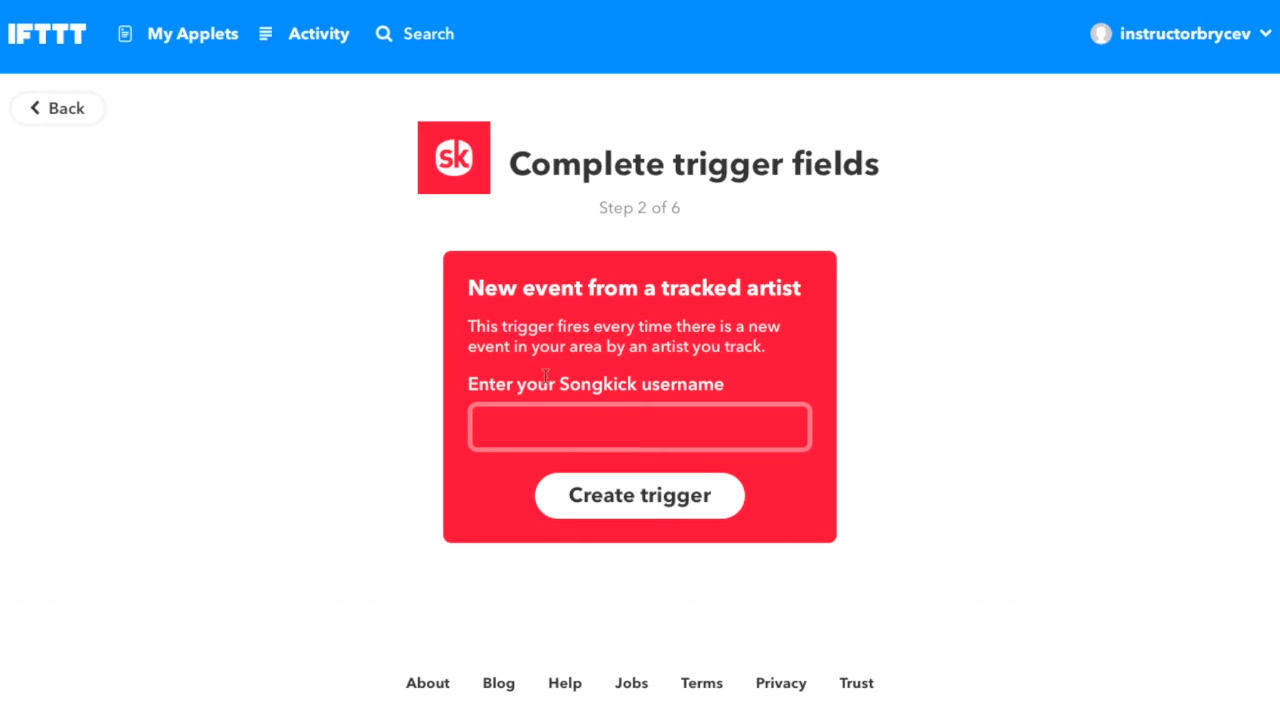 IFTTT My Applets Activity Search instructorbrycev
Back
sk Complete trigger fields
Step 2 of 6
New event from a tracked artist
This trigger fires every time there is a new
event in your area by an artist you track.
Enter your Songkick username
Create trigger
About Blog Help Jobs Terms Privacy Trust